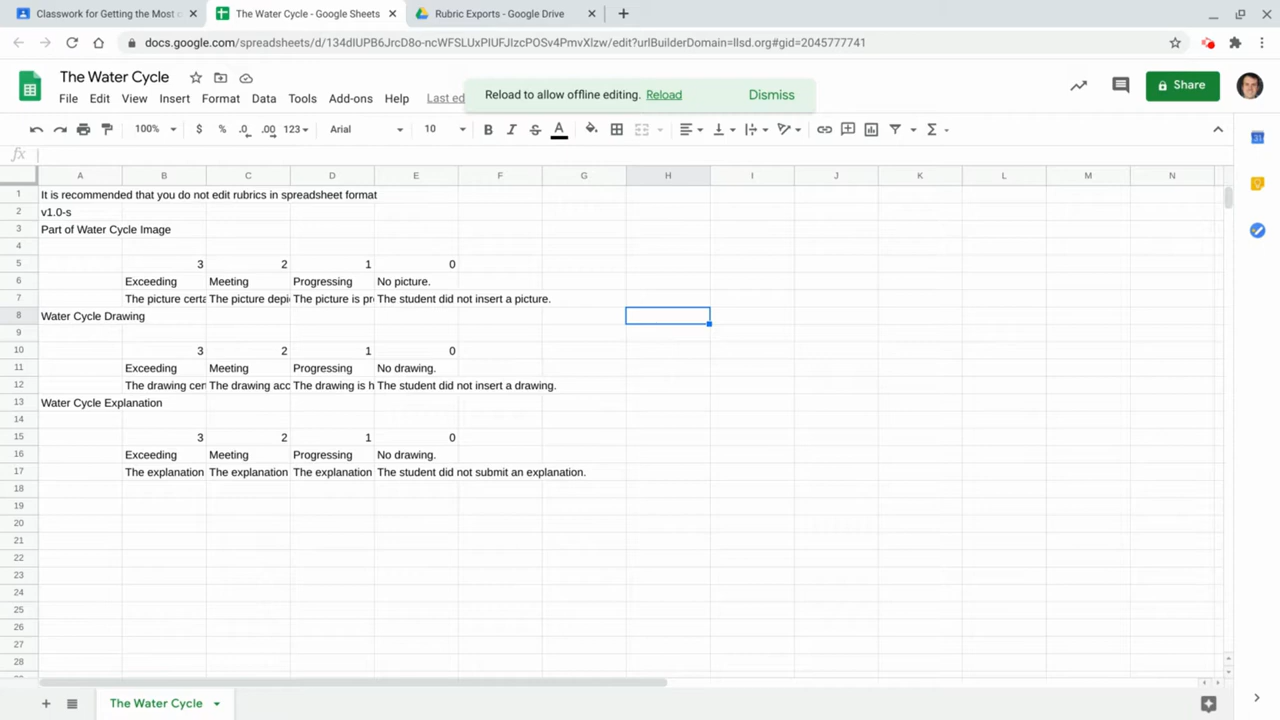 Classwork for Getting the Most
The Water Cycle - Google Sheets
Rubric Exports - Google Drive
docs.google.com/spreadsheets/d/134dIUPB6JrcD8o-ncWFSLUxPIUFJtzcPOSv4PmvXIzw/edit?urlBuilderDomain=llsd.org#gid=2045777741
The Water Cycle
File Edit View Insert Format Data Tools Add-ons Help Last ed
Reload to allow offline editing. Reload Dismiss
Share
100% $ % .0 .00 123 Arial 10 B I S A Σ
fx
A B C D E F G H I J K L M N
1 It is recommended that you do not edit rubrics in spreadsheet format
2 v1.0-s
3 Part of Water Cycle Image
4
5 3 2 1 0
6 Exceeding Meeting Progressing No picture.
7 The picture certa The picture depi The picture is pr The student did not insert a picture.
8 Water Cycle Drawing
9
10 3 2 1 0
11 Exceeding Meeting Progressing No drawing.
12 The drawing cer The drawing acc The drawing is h The student did not insert a drawing.
13 Water Cycle Explanation
14
15 3 2 1 0
16 Exceeding Meeting Progressing No drawing.
17 The explanation The explanation The explanation The student did not submit an explanation.
18
19
20
21
22
23
24
25
26
27
28
The Water Cycle